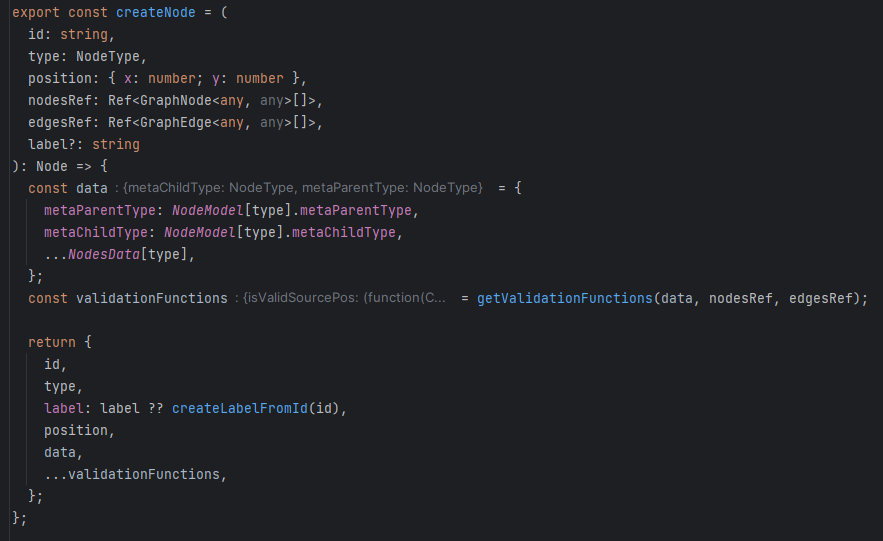 export const createNode = (
  id: string,
  type: NodeType,
  position: { x: number; y: number },
  nodesRef: Ref<GraphNode<any, any>[]>,
  edgesRef: Ref<GraphEdge<any, any>[]>,
  label?: string
): Node => {
  const data : {metaChildType: NodeType, metaParentType: NodeType} = {
    metaParentType: NodeModel[type].metaParentType,
    metaChildType: NodeModel[type].metaChildType,
    ...NodesData[type],
  };
  const validationFunctions : {isValidSourcePos: (function(C... = getValidationFunctions(data, nodesRef, edgesRef);

  return {
    id,
    type,
    label: label ?? createLabelFromId(id),
    position,
    data,
    ...validationFunctions,
  };
};